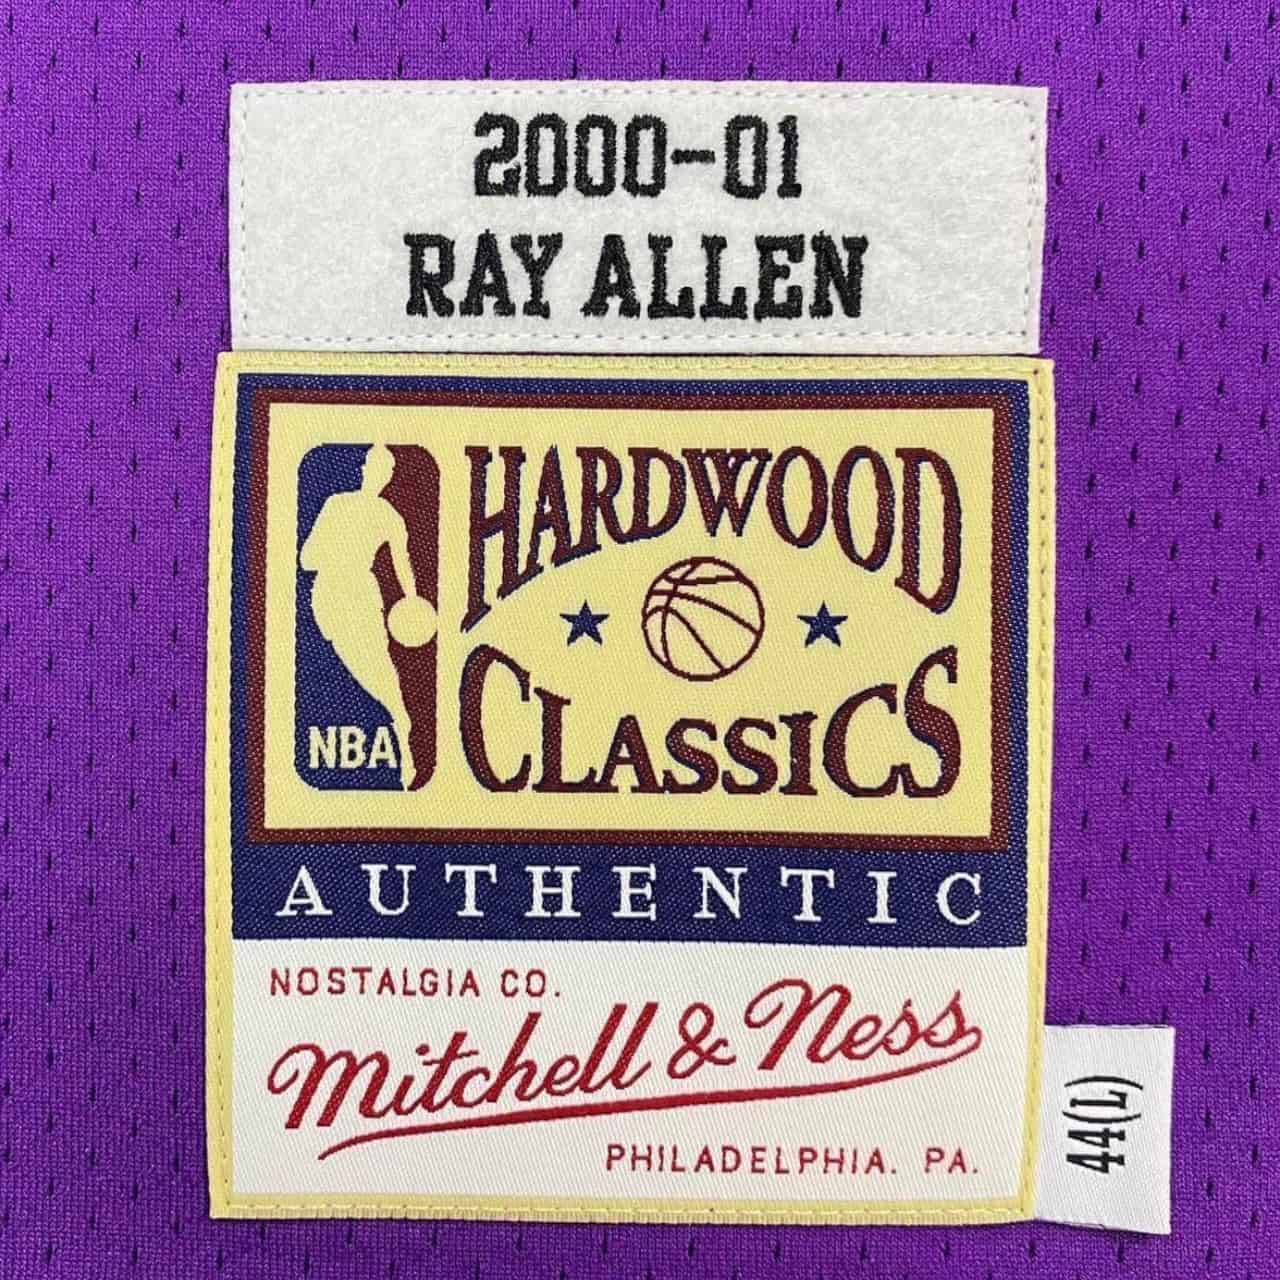 2000-01
RAY ALLEN
HARDWOOD
CLASSICS
NBA
AUTHENTIC
NOSTALGIA CO.
Mitchell & Ness
PHILADELPHIA. PA.
44(L)